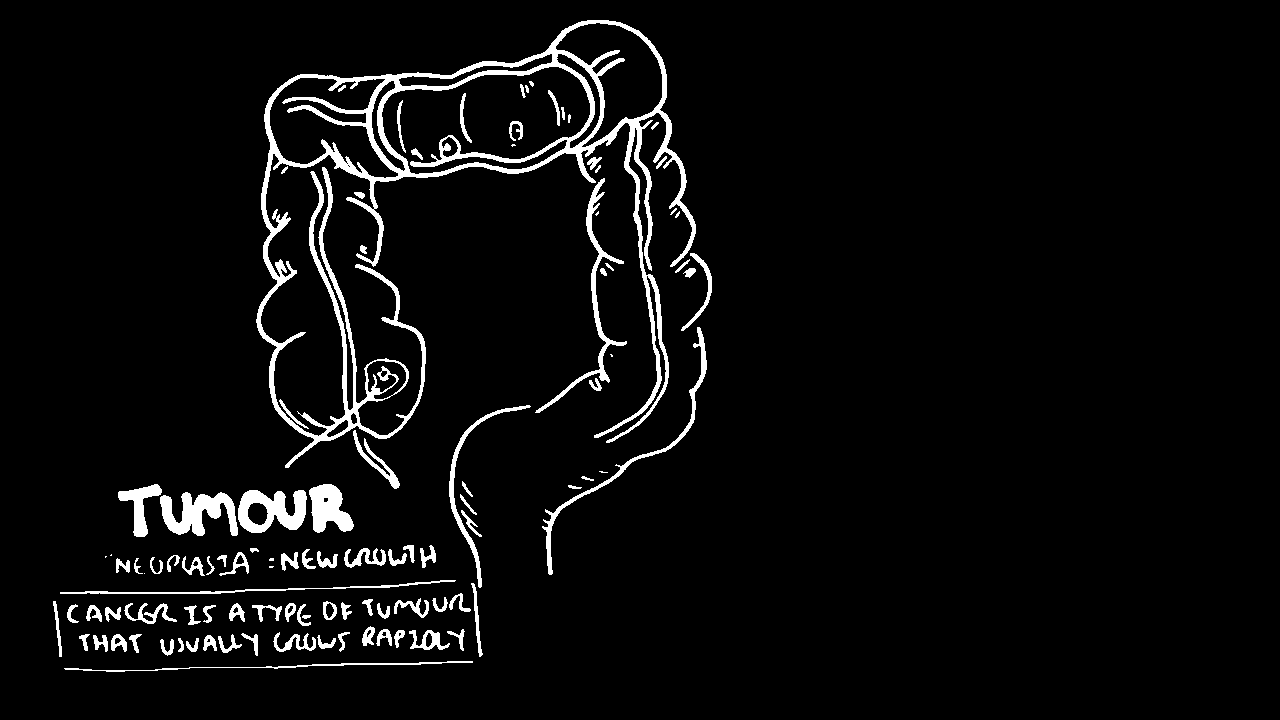 TUMOUR
"NEOPLASIA" : NEW GROWTH
CANCER IS A TYPE OF TUMOUR
THAT USUALLY GROWS RAPIDLY